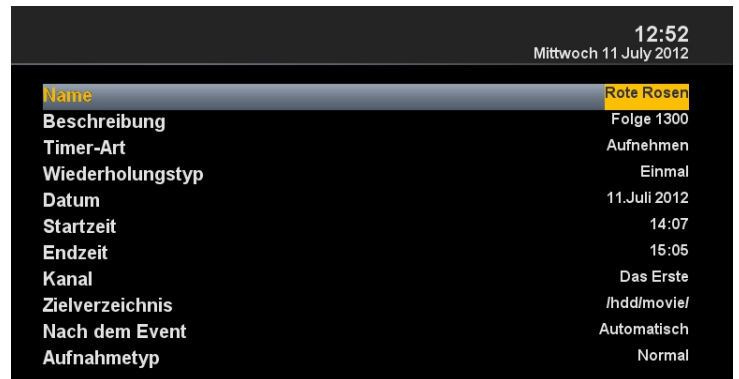 12:52
Mittwoch 11 July 2012
Name Rote Rosen
Beschreibung Folge 1300
Timer-Art Aufnehmen
Wiederholungstyp Einmal
Datum 11.Juli 2012
Startzeit 14:07
Endzeit 15:05
Kanal Das Erste
Zielverzeichnis /hdd/movie/
Nach dem Event Automatisch
Aufnahmetyp Normal